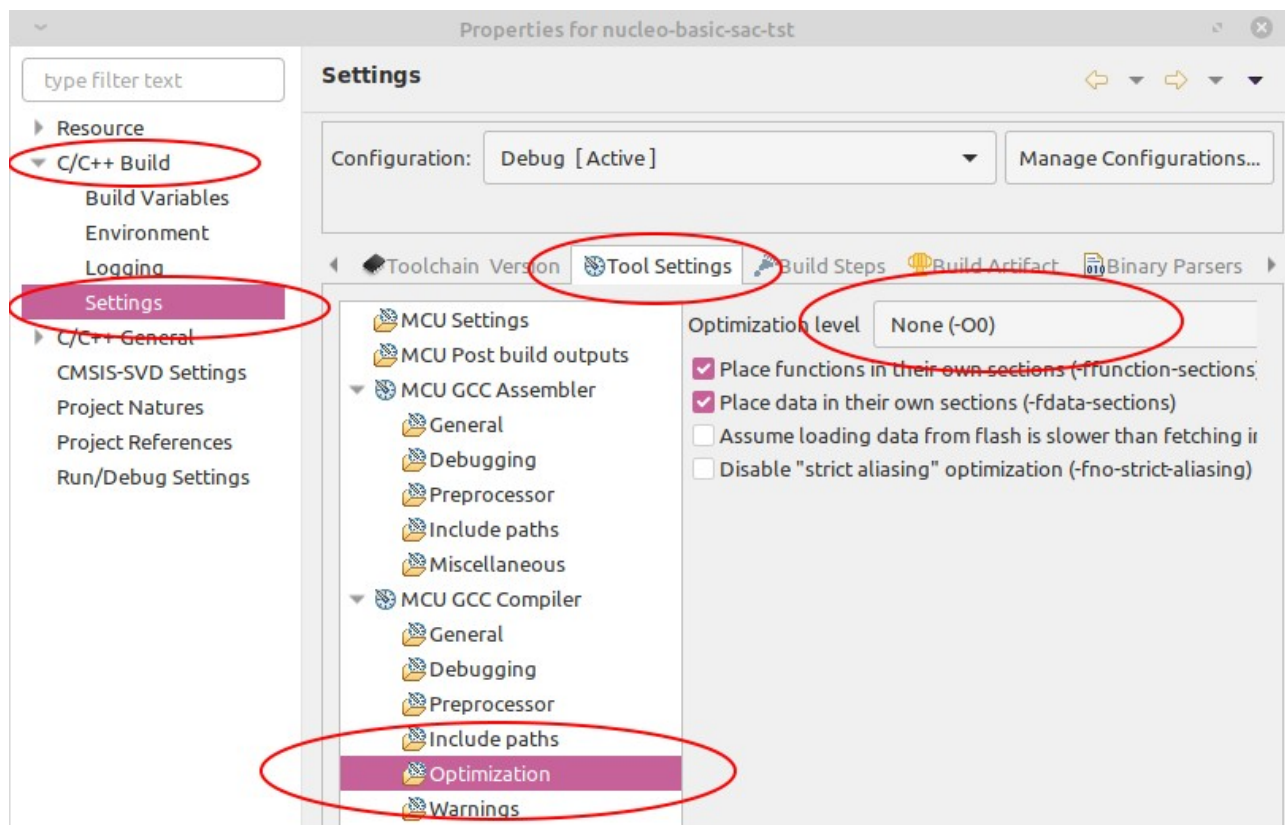 Properties for nucleo-basic-sac-tst
type filter text
Resource
C/C++ Build
Build Variables
Environment
Logging
Settings
C/C++ General
CMSIS-SVD Settings
Project Natures
Project References
Run/Debug Settings
Settings
Configuration:
Debug [Active]
Manage Configurations...
Toolchain Version
Tool Settings
Build Steps
Build Artifact
010
Binary Parsers
MCU Settings
MCU Post build outputs
MCU GCC Assembler
General
Debugging
Preprocessor
Include paths
Miscellaneous
MCU GCC Compiler
General
Debugging
Preprocessor
Include paths
Optimization
Warnings
Optimization level
None (-O0)
Place functions in their own sections (-ffunction-sections)
Place data in their own sections (-fdata-sections)
Assume loading data from flash is slower than fetching in
Disable "strict aliasing" optimization (-fno-strict-aliasing)